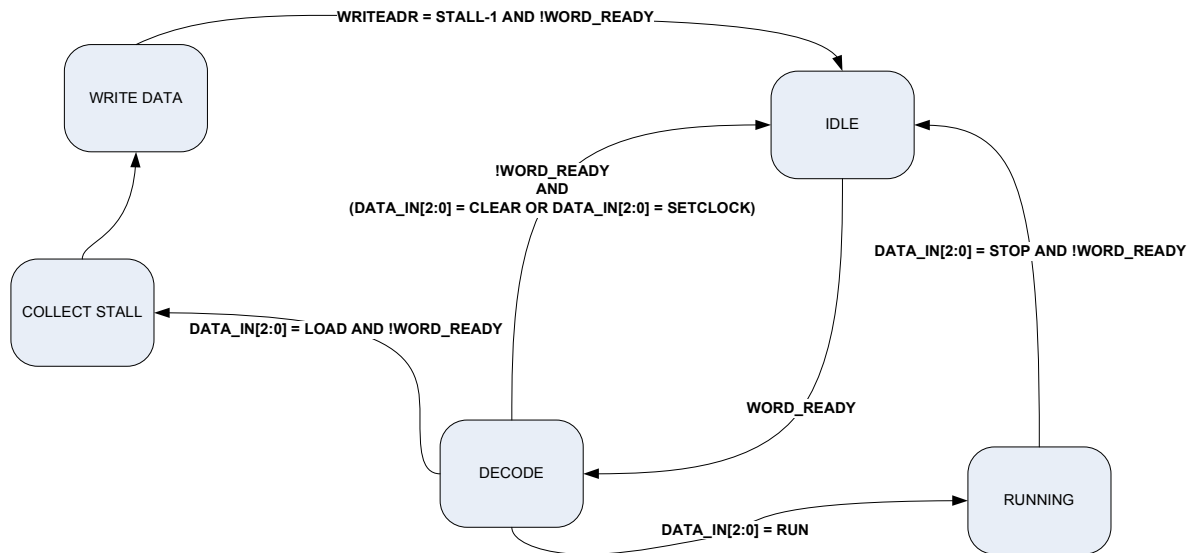 WRITEADR = STALL-1 AND !WORD_READY
WRITE DATA
IDLE
!WORD_READY
AND
(DATA_IN[2:0] = CLEAR OR DATA_IN[2:0] = SETCLOCK)
DATA_IN[2:0] = STOP AND !WORD_READY
COLLECT STALL
DATA_IN[2:0] = LOAD AND !WORD_READY
WORD_READY
DECODE
RUNNING
DATA_IN[2:0] = RUN